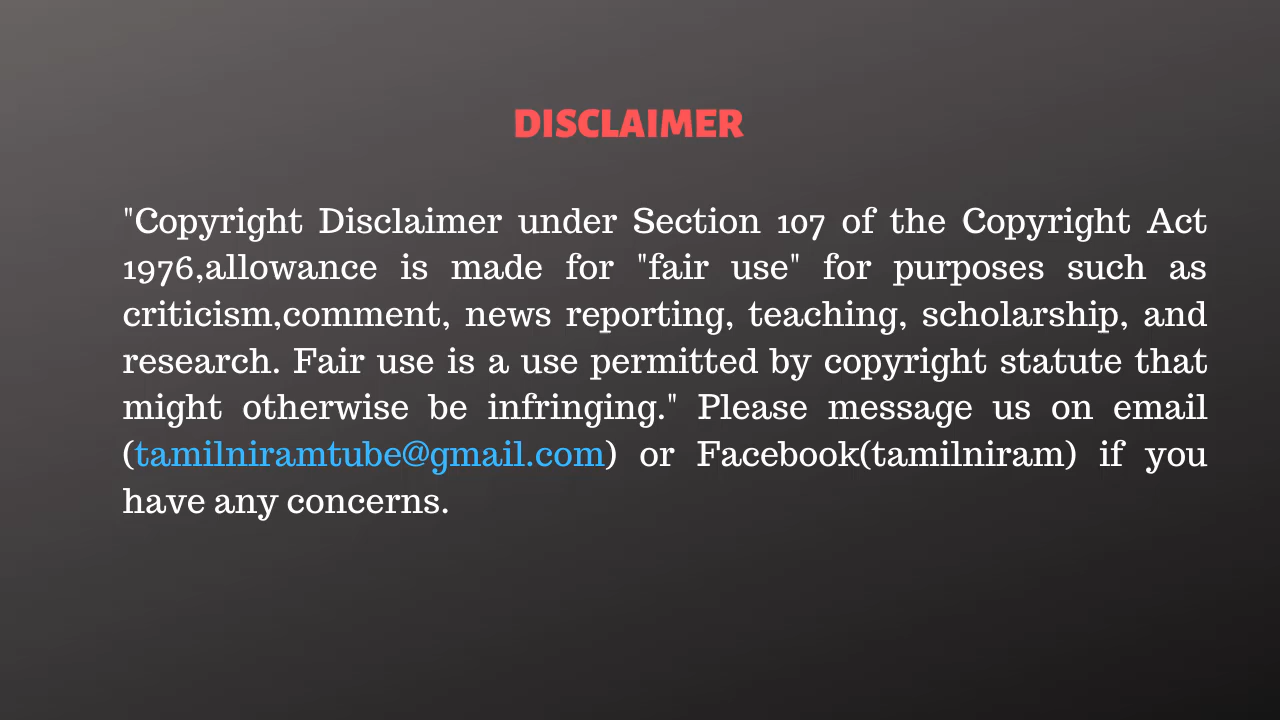 DISCLAIMER
"Copyright Disclaimer under Section 107 of the Copyright Act
1976,allowance is made for "fair use" for purposes such as
criticism,comment, news reporting, teaching, scholarship, and
research. Fair use is a use permitted by copyright statute that
might otherwise be infringing." Please message us on email
(tamilniramtube@gmail.com) or Facebook(tamilniram) if you
have any concerns.